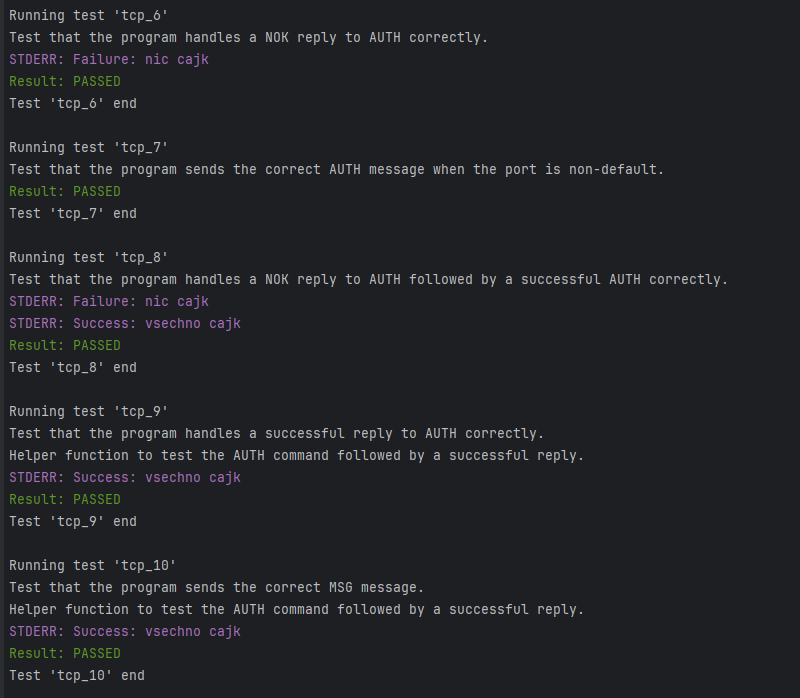 Running test 'tcp_6'
Test that the program handles a NOK reply to AUTH correctly.
STDERR: Failure: nic cajk
Result: PASSED
Test 'tcp_6' end
Running test 'tcp_7'
Test that the program sends the correct AUTH message when the port is non-default.
Result: PASSED
Test 'tcp_7' end
Running test 'tcp_8'
Test that the program handles a NOK reply to AUTH followed by a successful AUTH correctly.
STDERR: Failure: nic cajk
STDERR: Success: vsechno cajk
Result: PASSED
Test 'tcp_8' end
Running test 'tcp_9'
Test that the program handles a successful reply to AUTH correctly.
Helper function to test the AUTH command followed by a successful reply.
STDERR: Success: vsechno cajk
Result: PASSED
Test 'tcp_9' end
Running test 'tcp_10'
Test that the program sends the correct MSG message.
Helper function to test the AUTH command followed by a successful reply.
STDERR: Success: vsechno cajk
Result: PASSED
Test 'tcp_10' end